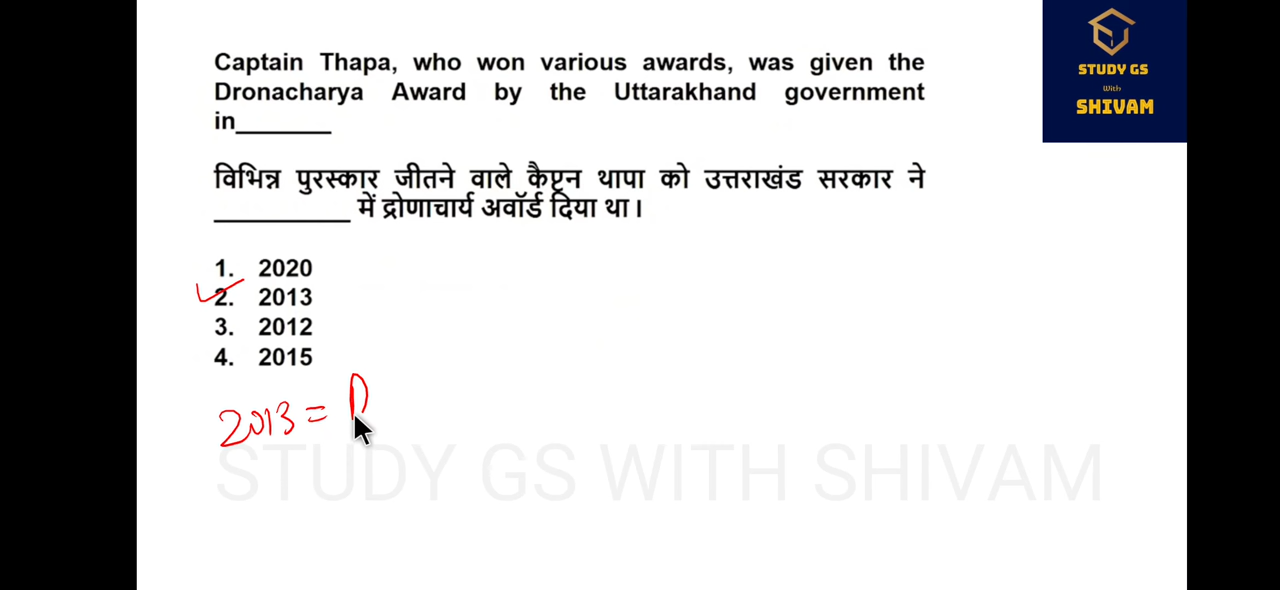 STUDY GS
With
SHIVAM
Captain Thapa, who won various awards, was given the
Dronacharya Award by the Uttarakhand government
in_______
विभिन्न पुरस्कार जीतने वाले कैप्टन थापा को उत्तराखंड सरकार ने
__________ में द्रोणाचार्य अवॉर्ड दिया था।
1. 2020
2. 2013
3. 2012
4. 2015
2013 =
STUDY GS WITH SHIVAM